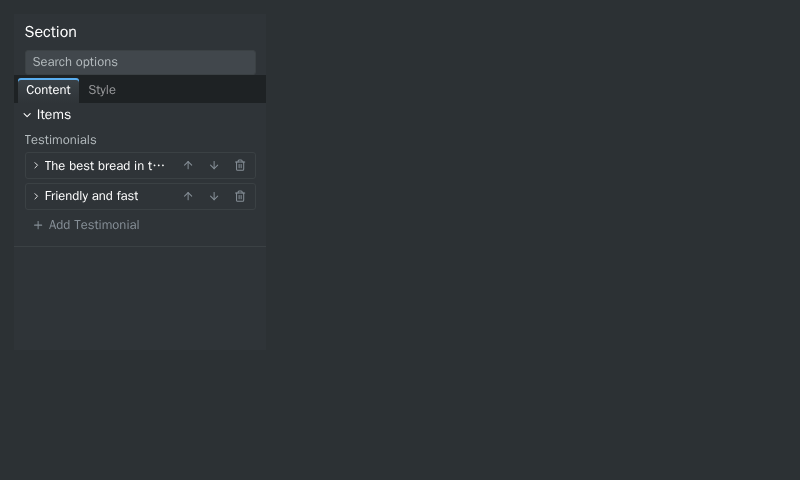 Section
Search options
Content Style
Items
Testimonials
The best bread in t···
Friendly and fast
Add Testimonial